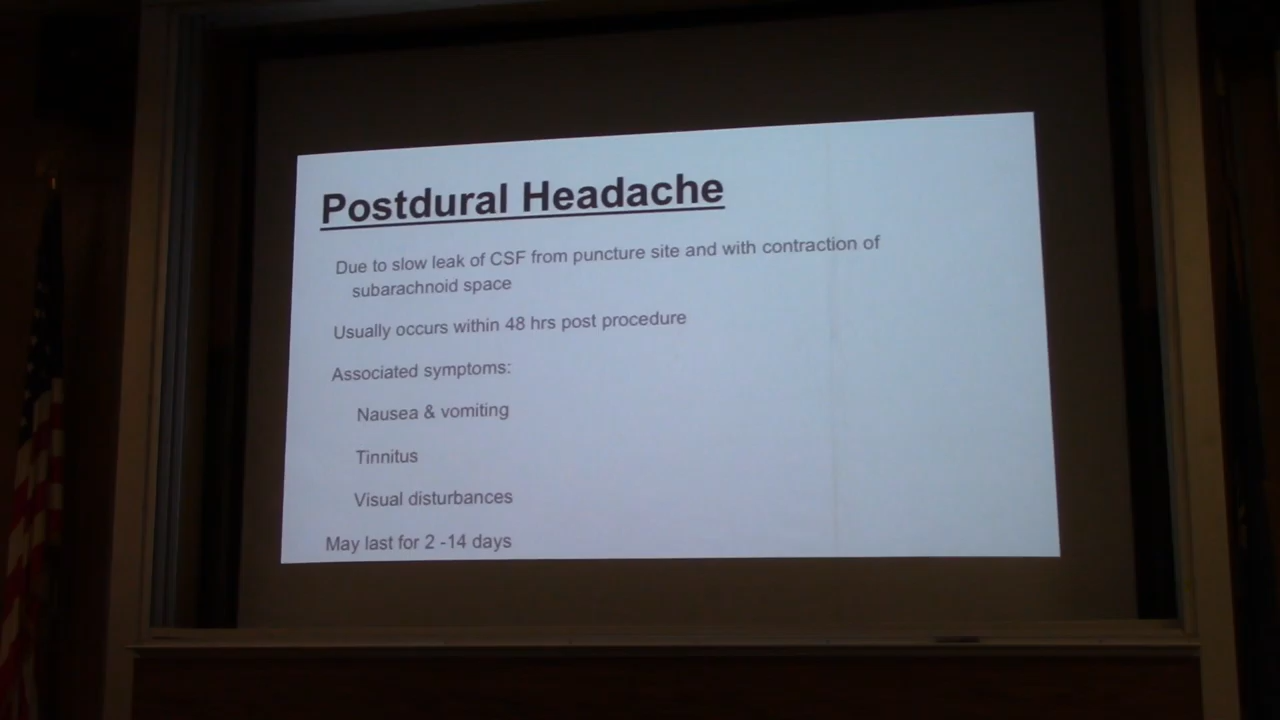 Postdural Headache
Due to slow leak of CSF from puncture site and with contraction of
subarachnoid space
Usually occurs within 48 hrs post procedure
Associated symptoms:
Nausea & vomiting
Tinnitus
Visual disturbances
May last for 2 -14 days